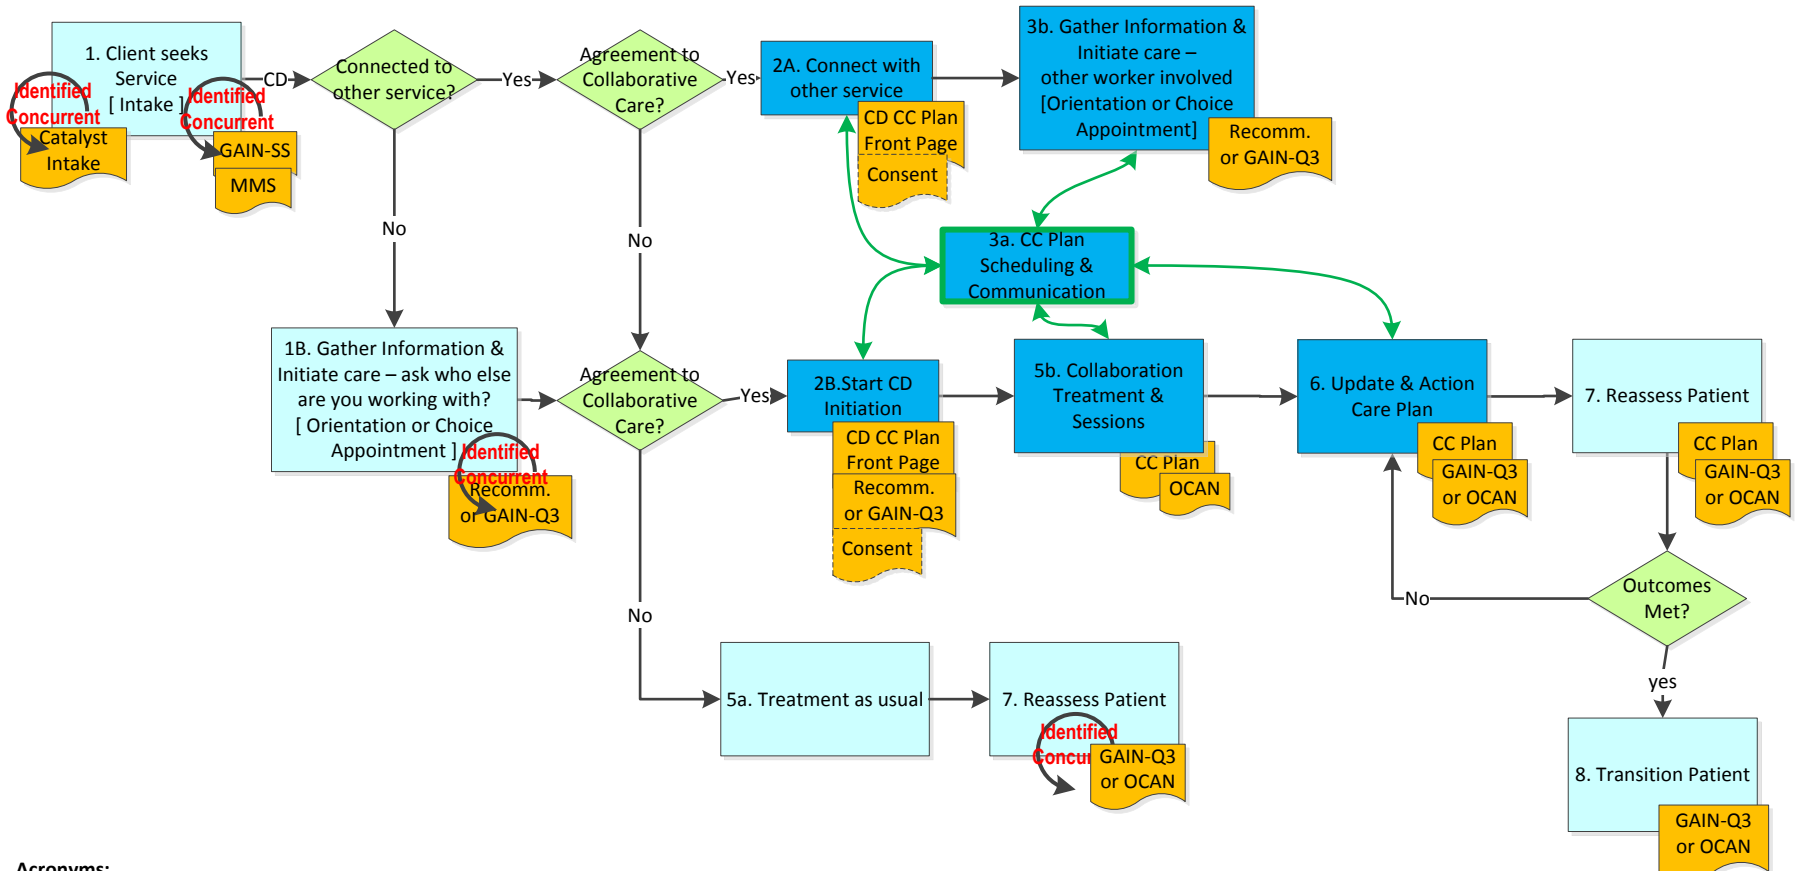 1. Client seeks
Service
[ Intake ]
Identified
Concurrent
Catalyst
Intake
Identified
Concurrent
GAIN-SS
MMS
CD
Connected to
other service?
Yes
Agreement to
Collaborative
Care?
Yes
2A. Connect with
other service
CD CC Plan
Front Page
Consent
3b. Gather Information &
Initiate care –
other worker involved
[Orientation or Choice
Appointment]
Recomm.
or GAIN-Q3
No
No
3a. CC Plan
Scheduling &
Communication
1B. Gather Information &
Initiate care – ask who else
are you working with?
[ Orientation or Choice
Appointment ]
Identified
Concurrent
Recomm.
or GAIN-Q3
Agreement to
Collaborative
Care?
Yes
2B.Start CD
Initiation
CD CC Plan
Front Page
Recomm.
or GAIN-Q3
Consent
5b. Collaboration
Treatment &
Sessions
CC Plan
OCAN
6. Update & Action
Care Plan
CC Plan
GAIN-Q3
or OCAN
7. Reassess Patient
CC Plan
GAIN-Q3
or OCAN
Outcomes
Met?
No
No
yes
5a. Treatment as usual
7. Reassess Patient
Identified
GAIN-Q3
or OCAN
8. Transition Patient
GAIN-Q3
or OCAN
Acronyms: